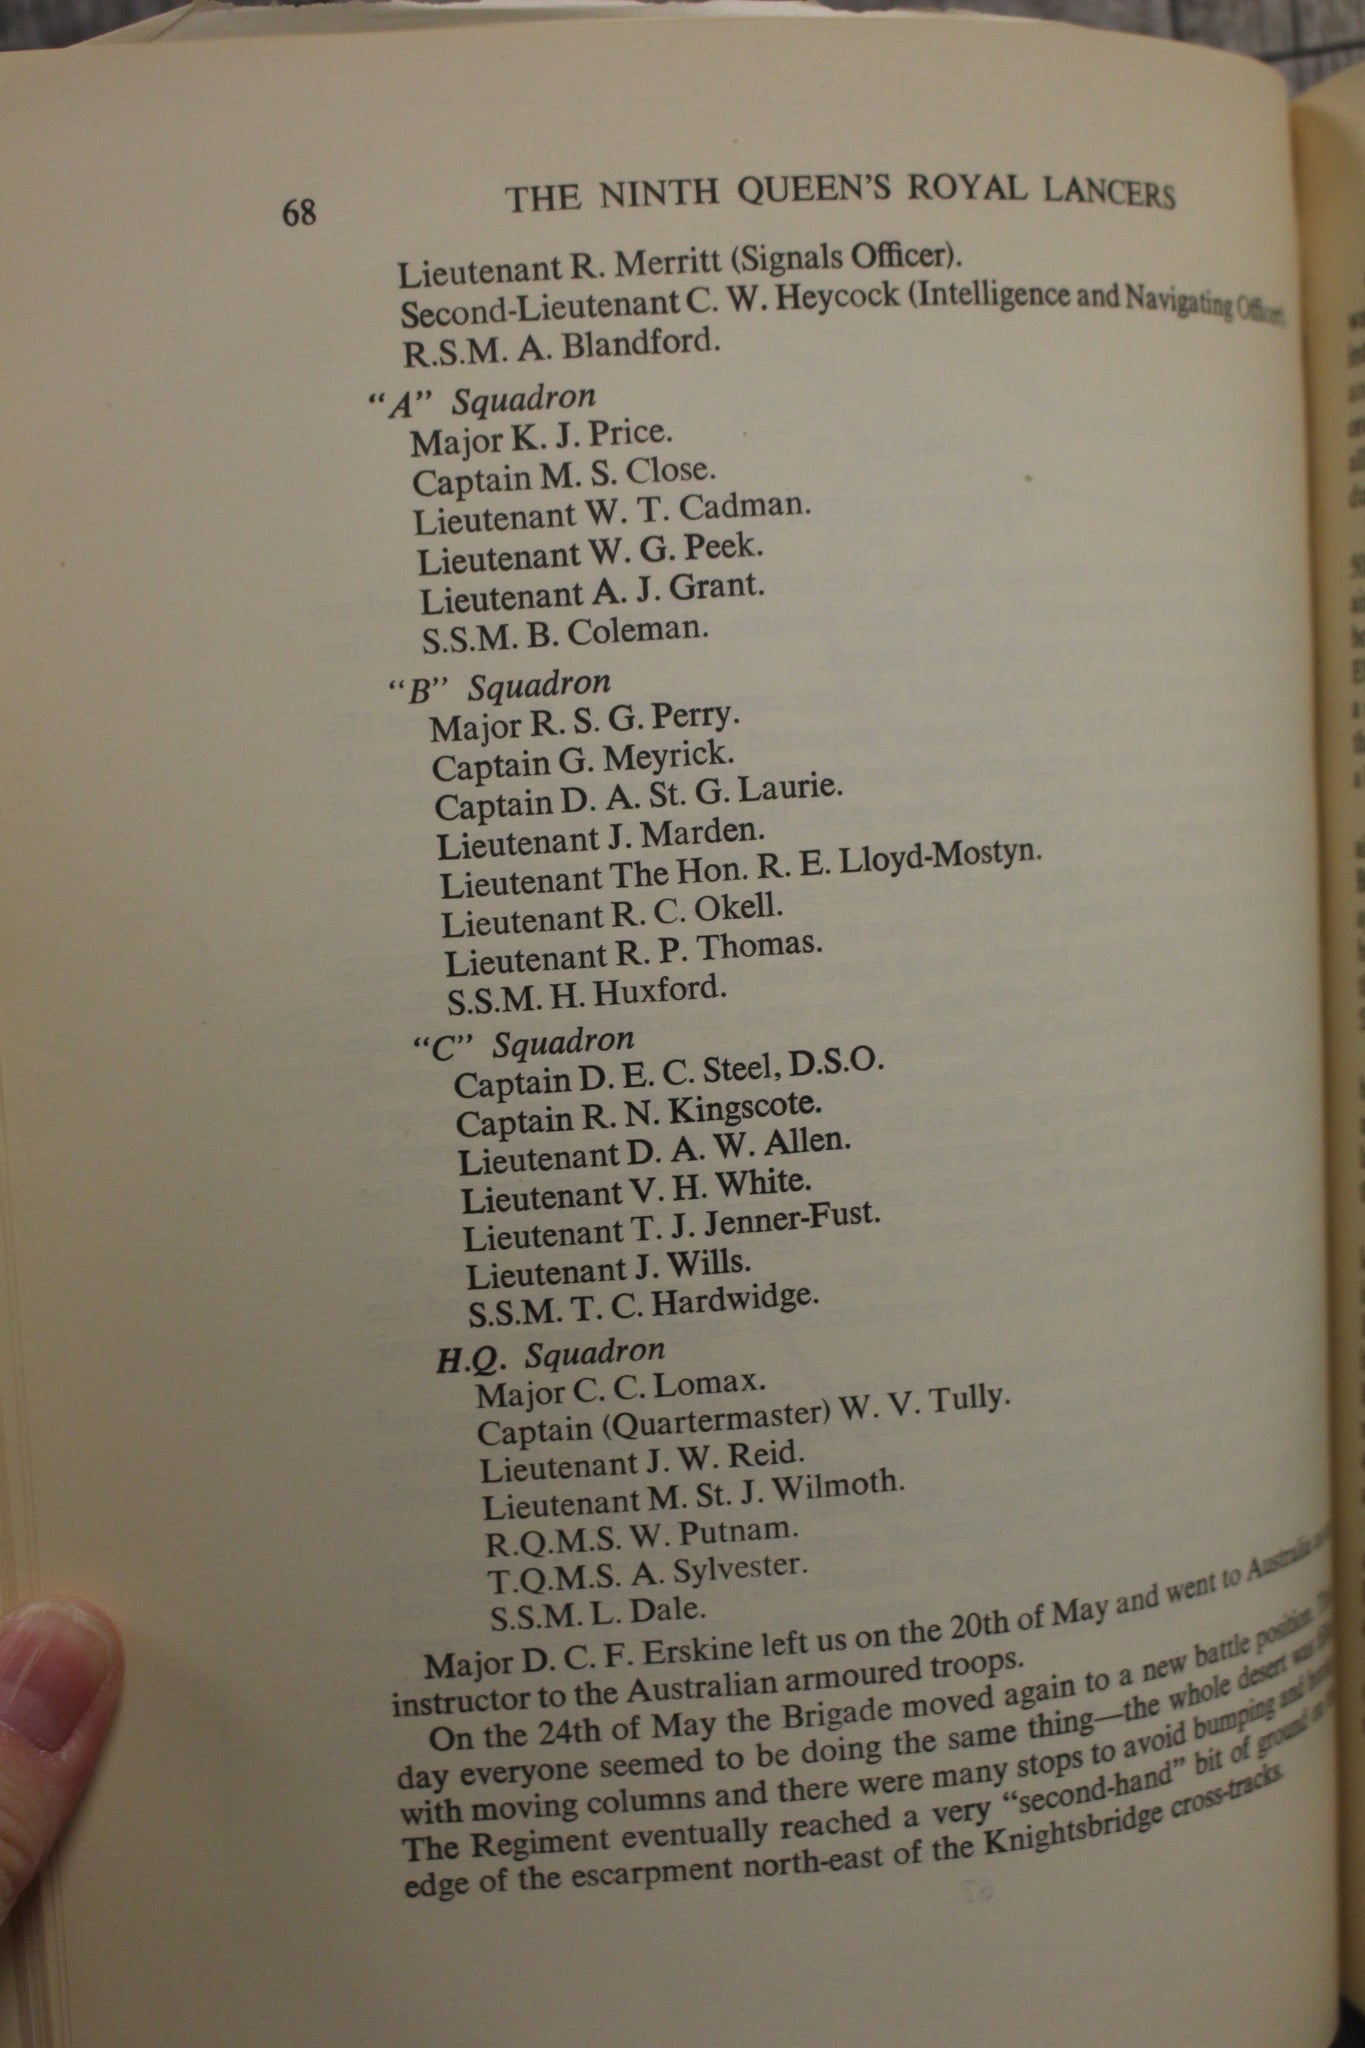 68 THE NINTH QUEEN'S ROYAL LANCERS
Lieutenant R. Merritt (Signals Officer).
Second-Lieutenant C. W. Heycock (Intelligence and Navigating Officer).
R.S.M. A. Blandford.
"A" Squadron
Major K. J. Price.
Captain M. S. Close.
Lieutenant W. T. Cadman.
Lieutenant W. G. Peek.
Lieutenant A. J. Grant.
S.S.M. B. Coleman.
"B" Squadron
Major R. S. G. Perry.
Captain G. Meyrick.
Captain D. A. St. G. Laurie.
Lieutenant J. Marden.
Lieutenant The Hon. R. E. Lloyd-Mostyn.
Lieutenant R. C. Okell.
Lieutenant R. P. Thomas.
S.S.M. H. Huxford.
"C" Squadron
Captain D. E. C. Steel, D.S.O.
Captain R. N. Kingscote.
Lieutenant D. A. W. Allen.
Lieutenant V. H. White.
Lieutenant T. J. Jenner-Fust.
Lieutenant J. Wills.
S.S.M. T. C. Hardwidge.
H.Q. Squadron
Major C. C. Lomax.
Captain (Quartermaster) W. V. Tully.
Lieutenant J. W. Reid.
Lieutenant M. St. J. Wilmoth.
R.Q.M.S. W. Putnam.
T.Q.M.S. A. Sylvester.
S.S.M. L. Dale.
Major D. C. F. Erskine left us on the 20th of May and went to Australia
instructor to the Australian armoured troops.
On the 24th of May the Brigade moved again to a new battle position.
day everyone seemed to be doing the same thing—the whole desert was
with moving columns and there were many stops to avoid bumping and
The Regiment eventually reached a very "second-hand" bit of ground
edge of the escarpment north-east of the Knightsbridge cross-tracks.